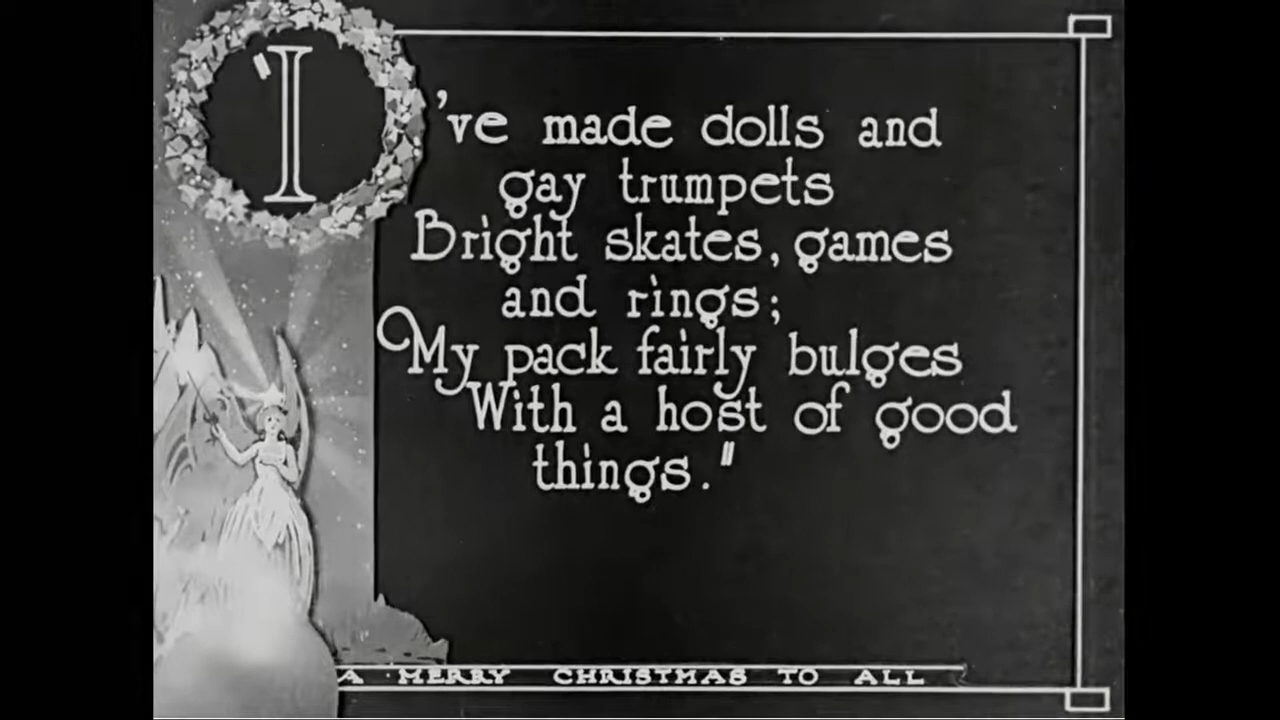 "I've made dolls and
gay trumpets
Bright skates, games
and rings;
My pack fairly bulges
With a host of good
things."
A MERRY CHRISTMAS TO ALL